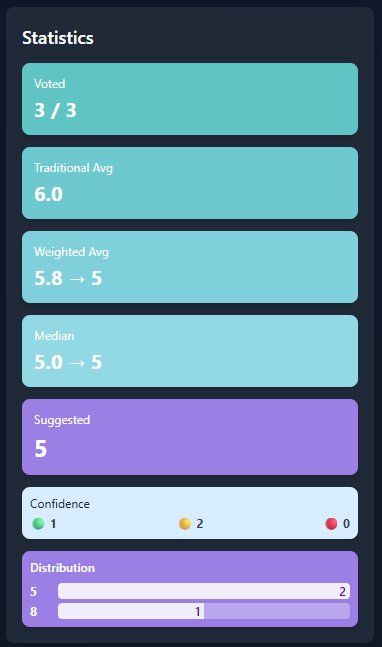 Statistics
Voted
3 / 3
Traditional Avg
6.0
Weighted Avg
5.8 → 5
Median
5.0 → 5
Suggested
5
Confidence
1 2 0
Distribution
5 2
8 1